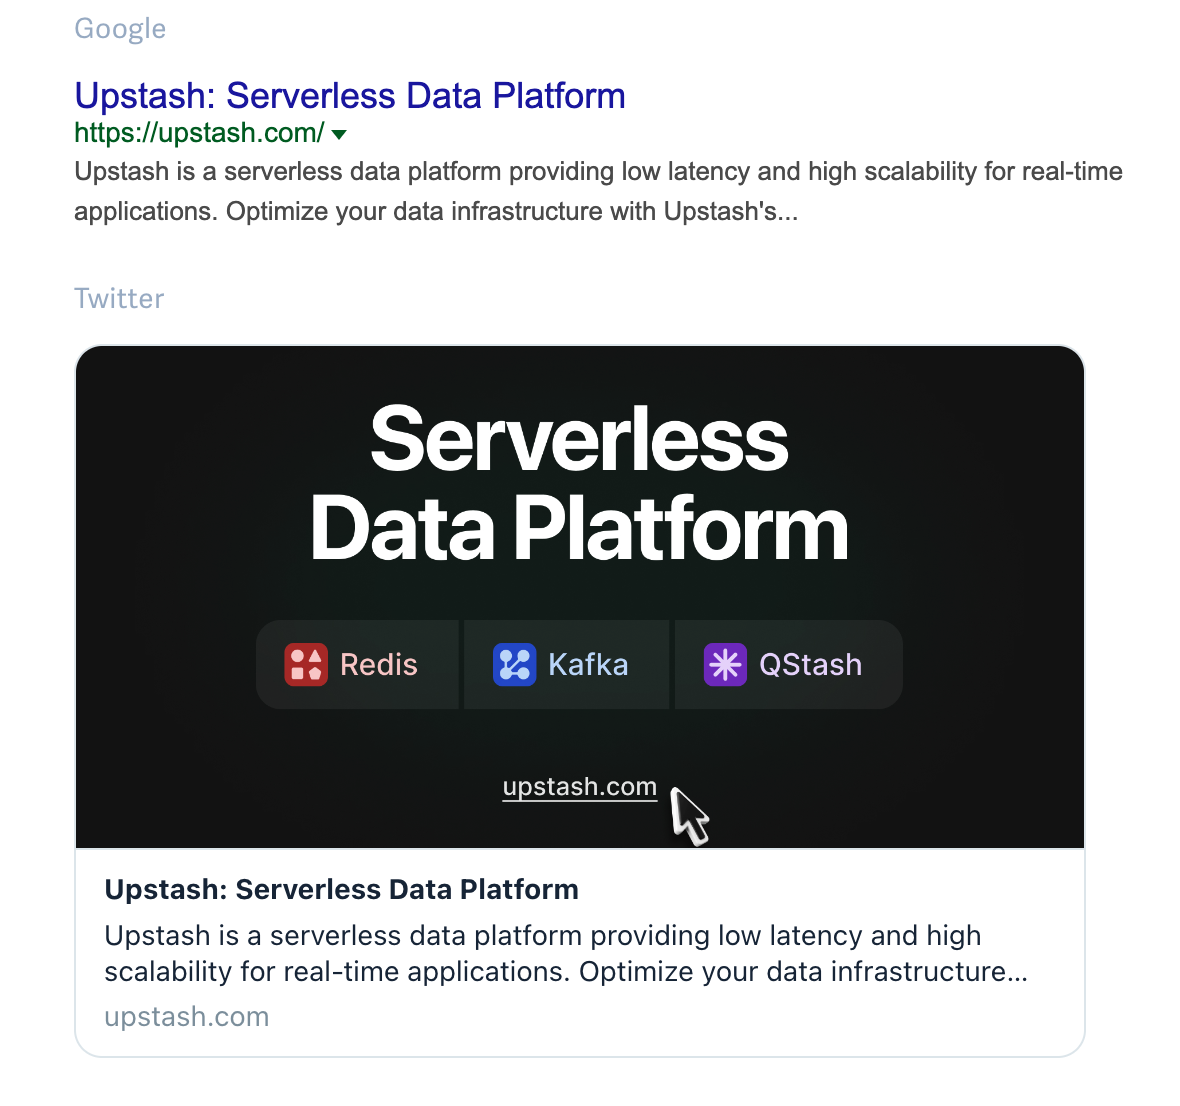 Google
Upstash: Serverless Data Platform
https://upstash.com/
Upstash is a serverless data platform providing low latency and high scalability for real-time
applications. Optimize your data infrastructure with Upstash's...
Twitter
Serverless
Data Platform
Redis Kafka QStash
upstash.com
Upstash: Serverless Data Platform
Upstash is a serverless data platform providing low latency and high
scalability for real-time applications. Optimize your data infrastructure...
upstash.com